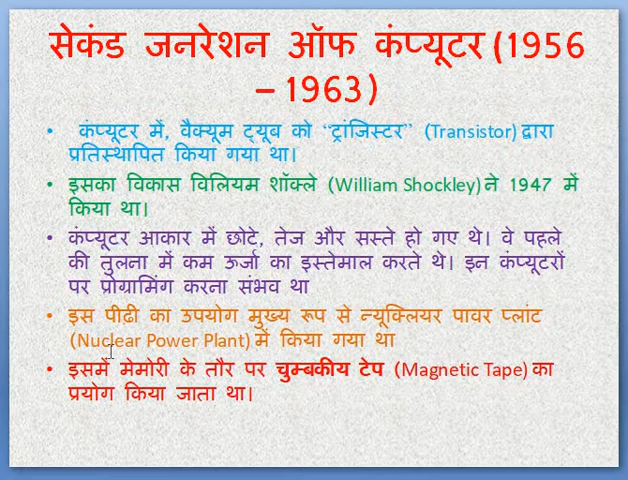 सेकंड जनरेशन ऑफ कंप्यूटर (1956
– 1963)
• कंप्यूटर में, वैक्यूम ट्यूब को “ट्रांजिस्टर” (Transistor) द्वारा
प्रतिस्थापित किया गया था।
• इसका विकास विलियम शॉक्ले (William Shockley) ने 1947 में
किया था।
• कंप्यूटर आकार में छोटे, तेज और सस्ते हो गए थे। वे पहले
की तुलना में कम ऊर्जा का इस्तेमाल करते थे। इन कंप्यूटरों
पर प्रोग्रामिंग करना संभव था
• इस पीढ़ी का उपयोग मुख्य रूप से न्यूक्लियर पावर प्लांट
(Nuclear Power Plant) में किया गया था
• इसमें मेमोरी के तौर पर चुम्बकीय टेप (Magnetic Tape) का
प्रयोग किया जाता था।